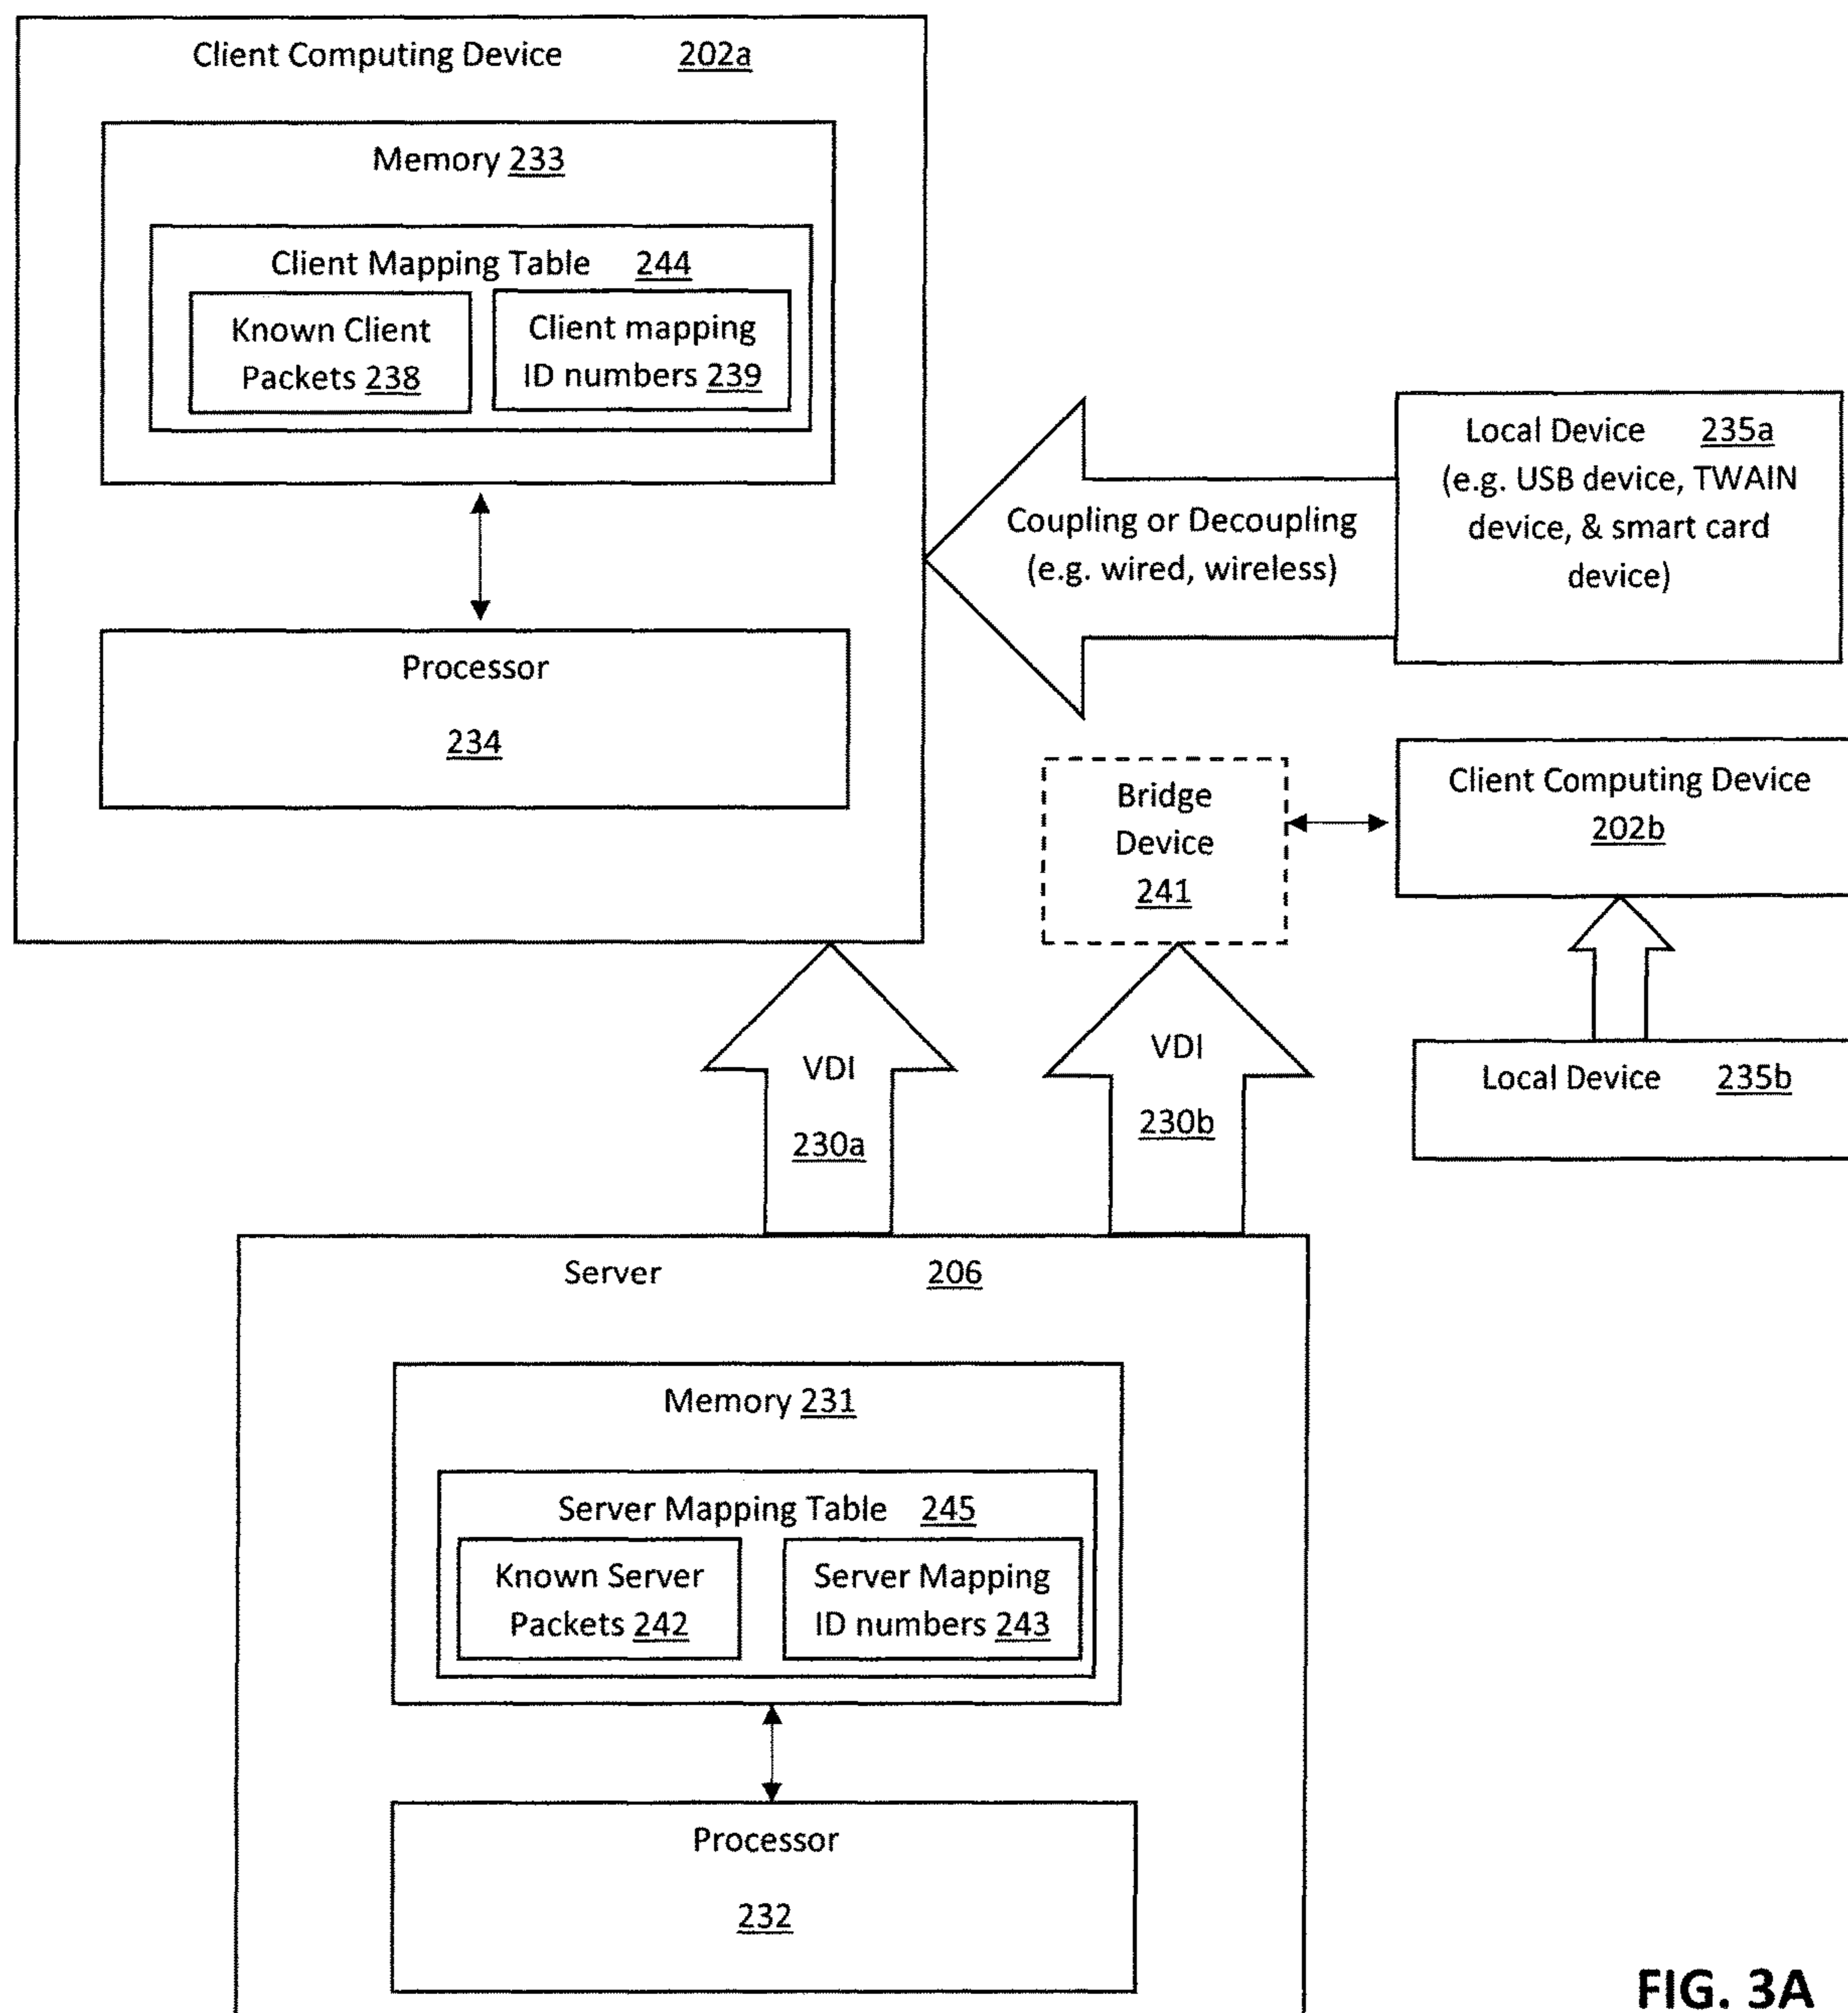 Client Computing Device 202a
Memory 233
Client Mapping Table 244
Known Client
Packets 238
Client mapping
ID numbers 239
Processor
234
Coupling or Decoupling
(e.g. wired, wireless)
Local Device 235a
(e.g. USB device, TWAIN
device, & smart card
device)
Bridge
Device
241
Client Computing Device
202b
Local Device 235b
VDI
230a
VDI
230b
Server 206
Memory 231
Server Mapping Table 245
Known Server
Packets 242
Server Mapping
ID numbers 243
Processor
232
FIG. 3A